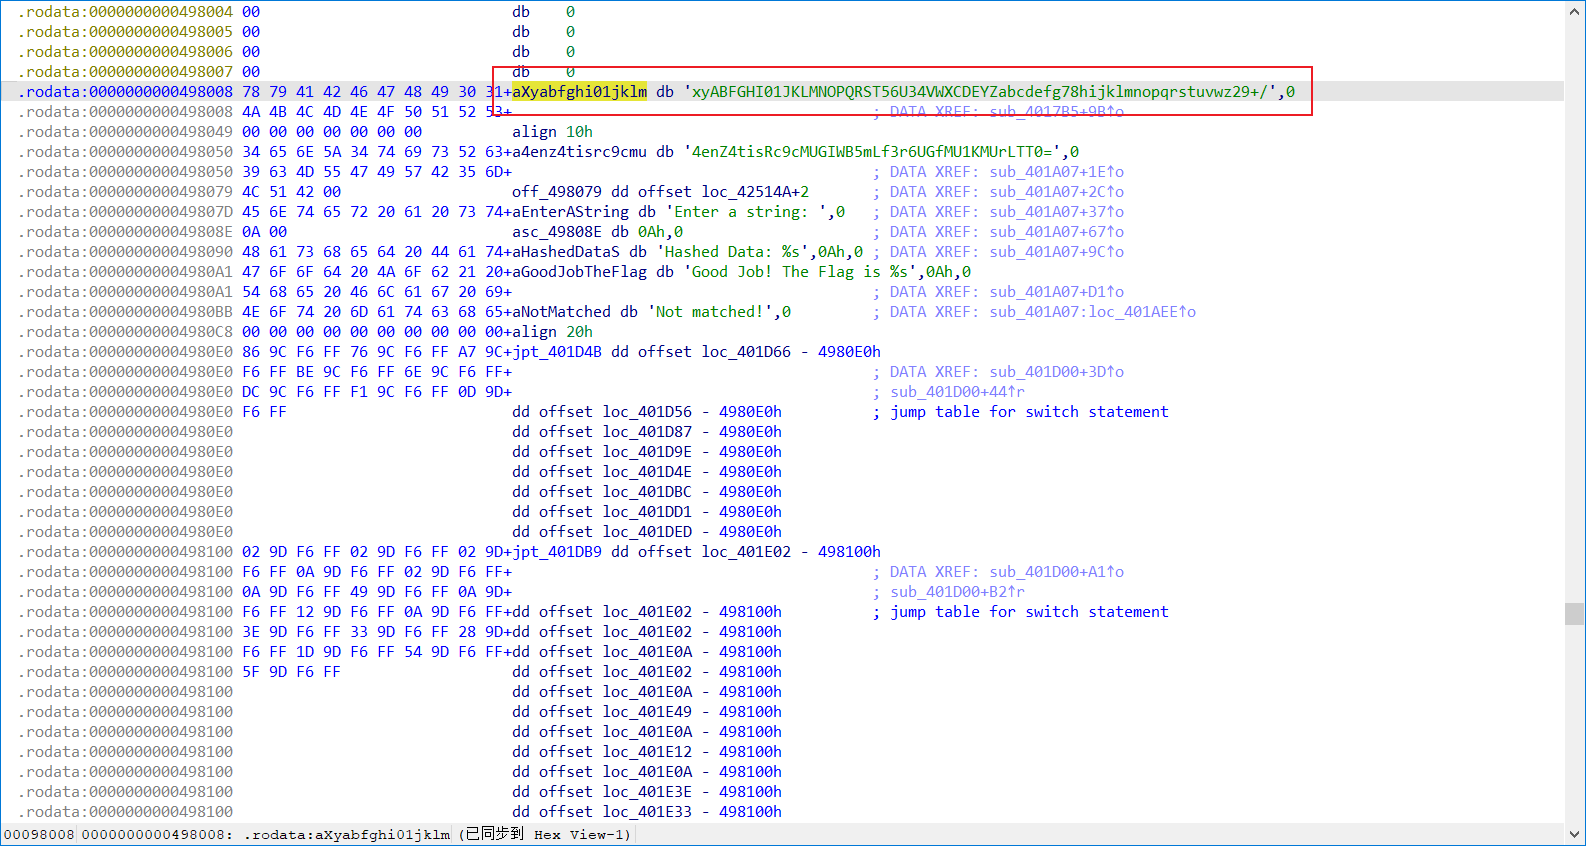 .rodata:0000000000498004 00 db 0
.rodata:0000000000498005 00 db 0
.rodata:0000000000498006 00 db 0
.rodata:0000000000498007 00 db 0
.rodata:0000000000498008 78 79 41 42 46 47 48 49 30 31+aXyabfghi01jklm db 'xyABFGHI01JKLMNOPQRST56U34VWXCDEYZabcdefg78hijklmnopqrstuvwz29+/',0
.rodata:0000000000498008 4A 4B 4C 4D 4E 4F 50 51 52 53+ ; DATA XREF: sub_4017B5+9B↑o
.rodata:0000000000498049 00 00 00 00 00 00 00 align 10h
.rodata:0000000000498050 34 65 6E 5A 34 74 69 73 52 63+a4enz4tisrc9cmu db '4enZ4tisRc9cMUGIWB5mLf3r6UGfMU1KMUrLTT0=',0
.rodata:0000000000498050 39 63 4D 55 47 49 57 42 35 6D+ ; DATA XREF: sub_401A07+1E↑o
.rodata:0000000000498079 4C 51 42 00 off_498079 dd offset loc_42514A+2 ; DATA XREF: sub_401A07+2C↑o
.rodata:000000000049807D 45 6E 74 65 72 20 61 20 73 74+aEnterAString db 'Enter a string: ',0 ; DATA XREF: sub_401A07+37↑o
.rodata:000000000049808E 0A 00 asc_49808E db 0Ah,0 ; DATA XREF: sub_401A07+67↑o
.rodata:0000000000498090 48 61 73 68 65 64 20 44 61 74+aHashedDataS db 'Hashed Data: %s',0Ah,0 ; DATA XREF: sub_401A07+9C↑o
.rodata:00000000004980A1 47 6F 6F 64 20 4A 6F 62 21 20+aGoodJobTheFlag db 'Good Job! The Flag is %s',0Ah,0
.rodata:00000000004980A1 54 68 65 20 46 6C 61 67 20 69+ ; DATA XREF: sub_401A07+D1↑o
.rodata:00000000004980BB 4E 6F 74 20 6D 61 74 63 68 65+aNotMatched db 'Not matched!',0 ; DATA XREF: sub_401A07:loc_401AEE↑o
.rodata:00000000004980C8 00 00 00 00 00 00 00 00 00 00+align 20h
.rodata:00000000004980E0 86 9C F6 FF 76 9C F6 FF A7 9C+jpt_401D4B dd offset loc_401D66 - 4980E0h
.rodata:00000000004980E0 F6 FF BE 9C F6 FF 6E 9C F6 FF+ ; DATA XREF: sub_401D00+3D↑o
.rodata:00000000004980E0 DC 9C F6 FF F1 9C F6 FF 0D 9D+ ; sub_401D00+44↑r
.rodata:00000000004980E0 F6 FF dd offset loc_401D56 - 4980E0h ; jump table for switch statement
.rodata:00000000004980E0 dd offset loc_401D87 - 4980E0h
.rodata:00000000004980E0 dd offset loc_401D9E - 4980E0h
.rodata:00000000004980E0 dd offset loc_401D4E - 4980E0h
.rodata:00000000004980E0 dd offset loc_401DBC - 4980E0h
.rodata:00000000004980E0 dd offset loc_401DD1 - 4980E0h
.rodata:00000000004980E0 dd offset loc_401DED - 4980E0h
.rodata:0000000000498100 02 9D F6 FF 02 9D F6 FF 02 9D+jpt_401DB9 dd offset loc_401E02 - 498100h
.rodata:0000000000498100 F6 FF 0A 9D F6 FF 02 9D F6 FF+ ; DATA XREF: sub_401D00+A1↑o
.rodata:0000000000498100 0A 9D F6 FF 49 9D F6 FF 0A 9D+ ; sub_401D00+B2↑r
.rodata:0000000000498100 F6 FF 12 9D F6 FF 0A 9D F6 FF+dd offset loc_401E02 - 498100h ; jump table for switch statement
.rodata:0000000000498100 3E 9D F6 FF 33 9D F6 FF 28 9D+dd offset loc_401E02 - 498100h
.rodata:0000000000498100 F6 FF 1D 9D F6 FF 54 9D F6 FF+dd offset loc_401E0A - 498100h
.rodata:0000000000498100 5F 9D F6 FF dd offset loc_401E02 - 498100h
.rodata:0000000000498100 dd offset loc_401E0A - 498100h
.rodata:0000000000498100 dd offset loc_401E49 - 498100h
.rodata:0000000000498100 dd offset loc_401E0A - 498100h
.rodata:0000000000498100 dd offset loc_401E12 - 498100h
.rodata:0000000000498100 dd offset loc_401E0A - 498100h
.rodata:0000000000498100 dd offset loc_401E3E - 498100h
.rodata:0000000000498100 dd offset loc_401E33 - 498100h
00098008 0000000000498008: .rodata:aXyabfghi01jklm (已同步到 Hex View-1)